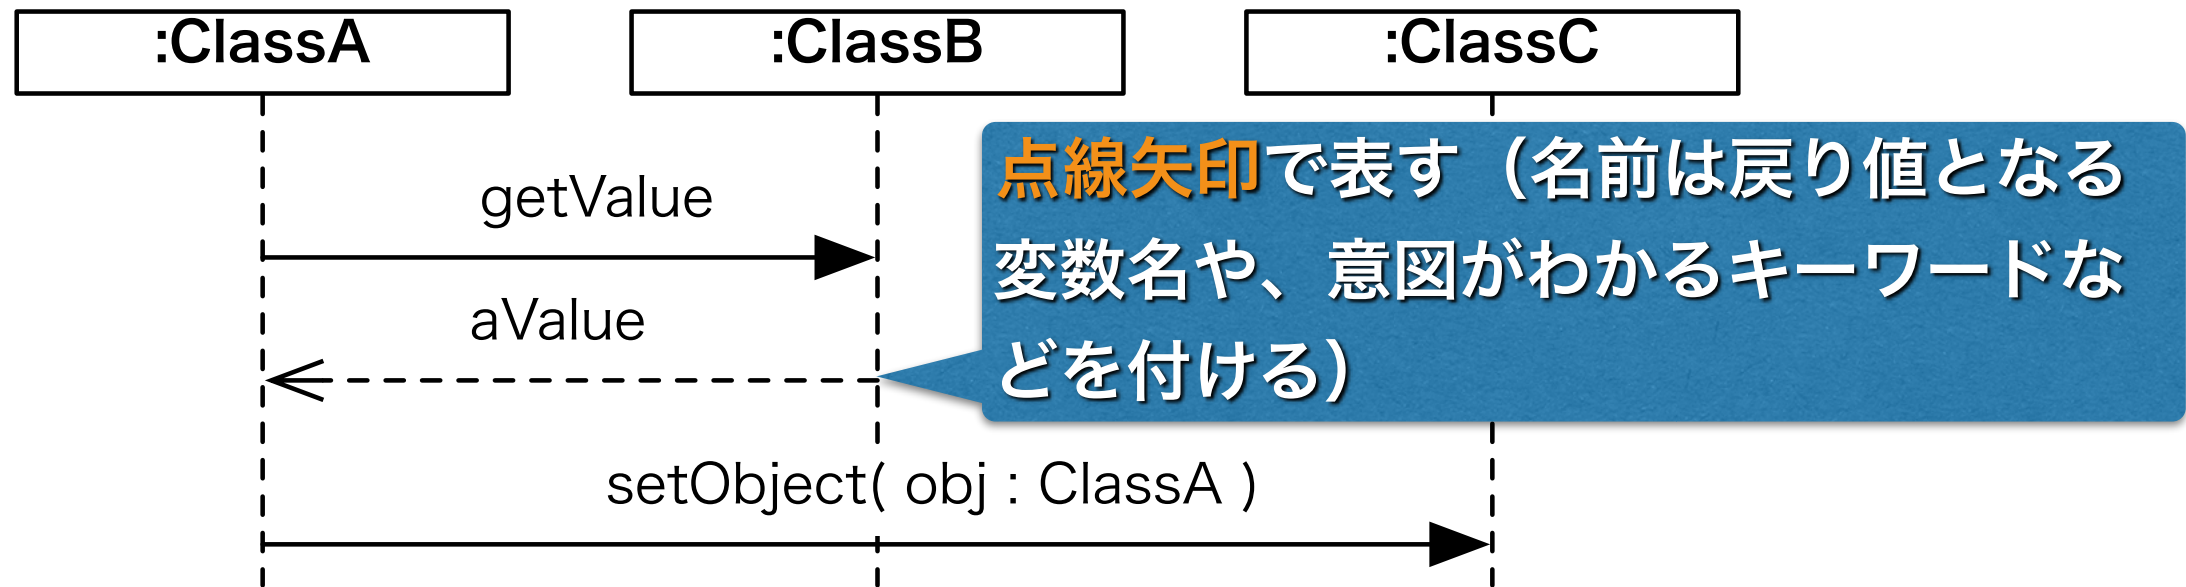 :ClassA
:ClassB
:ClassC
getValue
点線矢印で表す（名前は戻り値となる
変数名や、意図がわかるキーワードな
どを付ける）
aValue
setObject( obj : ClassA )